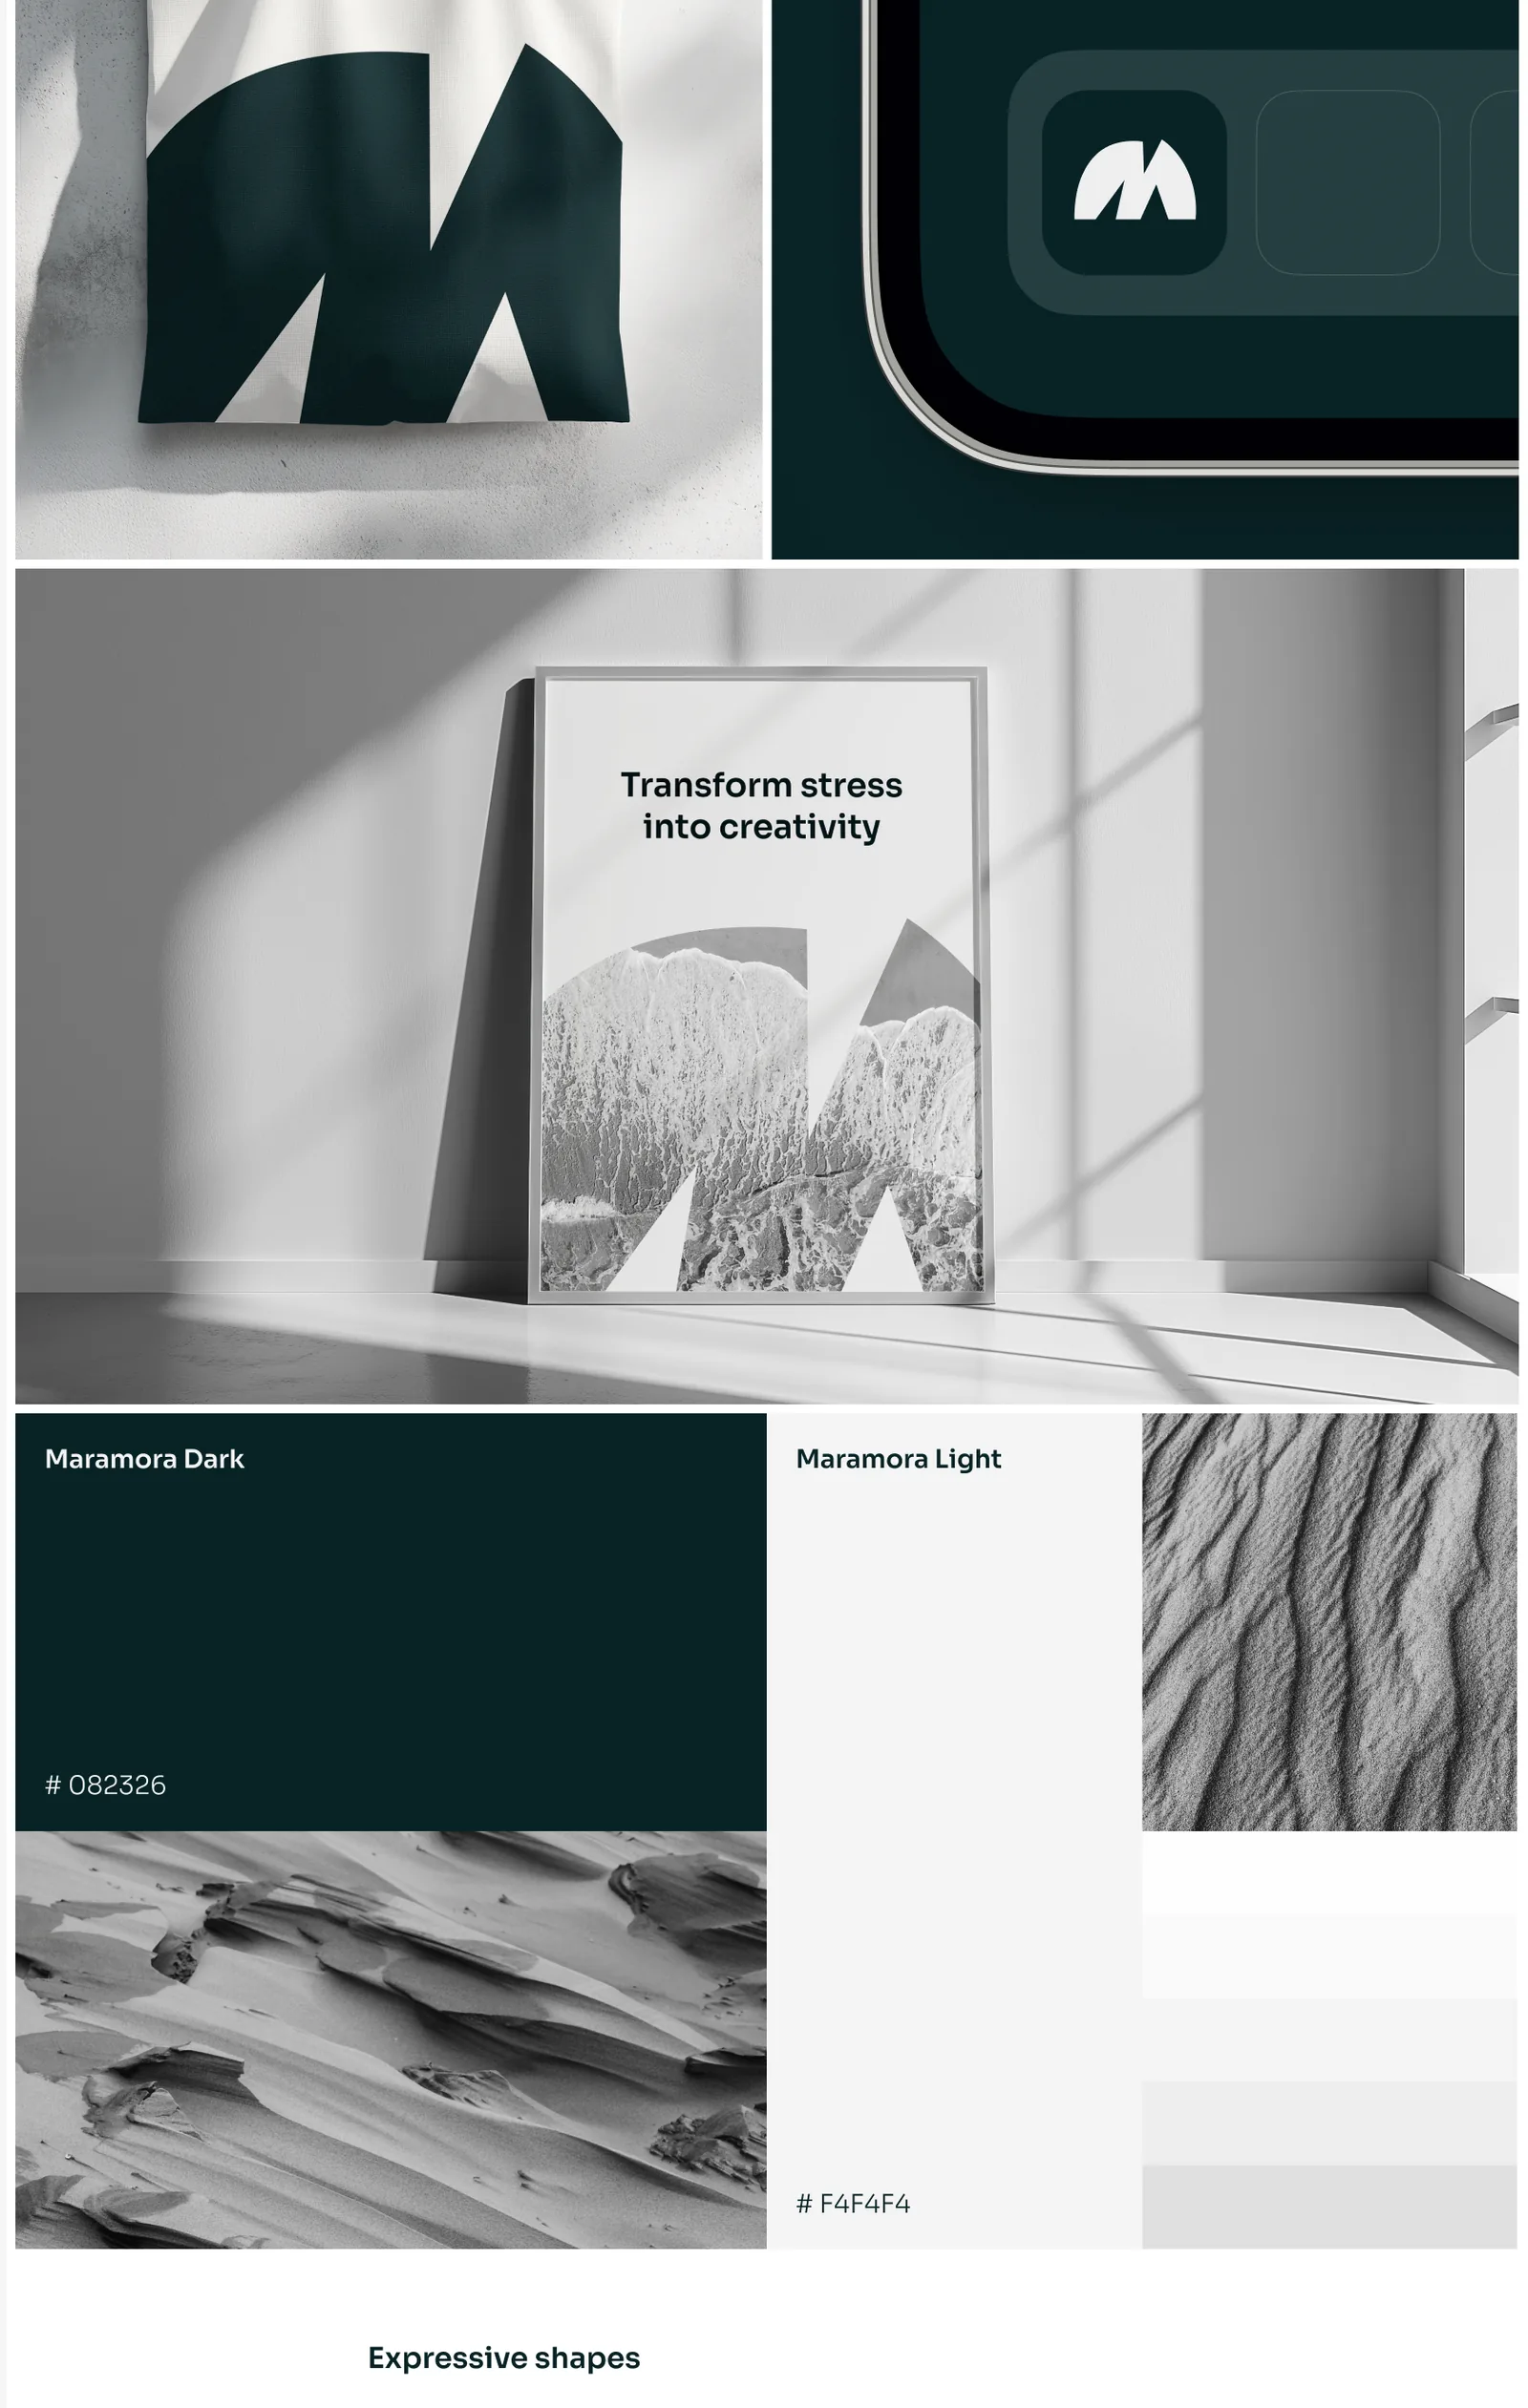 Transform stress
into creativity
Maramora Dark
Maramora Light
# 082326
# F4F4F4
Expressive shapes